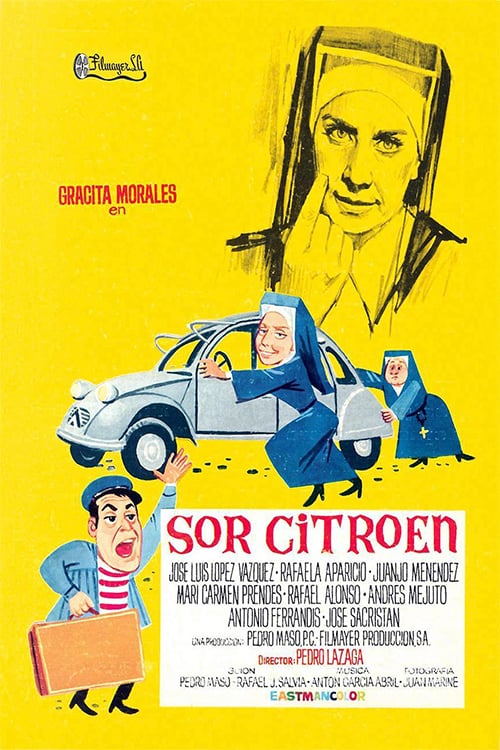 Filmayer, S.A
GRACITA MORALES
en
SOR CITROEN
JOSE LUIS LOPEZ VAZQUEZ · RAFAELA APARICIO · JUANJO MENENDEZ
MARI CARMEN PRENDES · RAFAEL ALONSO · ANDRES MEJUTO
ANTONIO FERRANDIS · JOSE SACRISTAN
UNA PRODUCCION: PEDRO MASO, P.C. · FILMAYER PRODUCCION, S.A.
DIRECTOR: PEDRO LAZAGA
GUION MUSICA FOTOGRAFIA
PEDRO MASO · RAFAEL J. SALVIA · ANTON GARCIA ABRIL · JUAN MARINE
EASTMANCOLOR